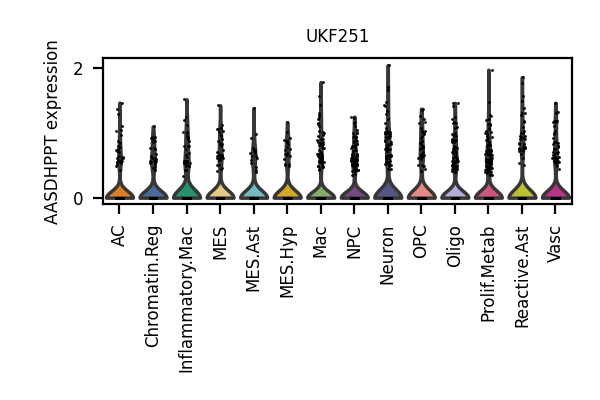 UKF251
AASDHPPT expression
2
0
AC
Chromatin.Reg
Inflammatory.Mac
MES
MES.Ast
MES.Hyp
Mac
NPC
Neuron
OPC
Oligo
Prolif.Metab
Reactive.Ast
Vasc